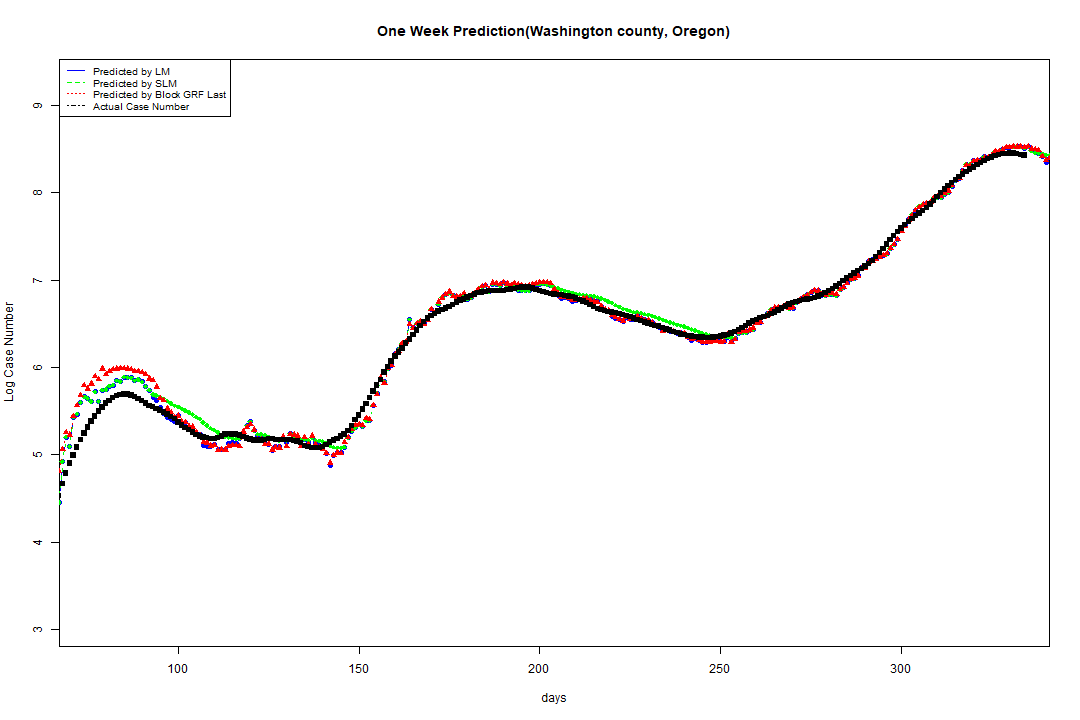 One Week Prediction(Washington county, Oregon)
Predicted by LM
Predicted by SLM
Predicted by Block GRF Last
Actual Case Number
9
8
7
6
5
4
3
Log Case Number
100 150 200 250 300
days